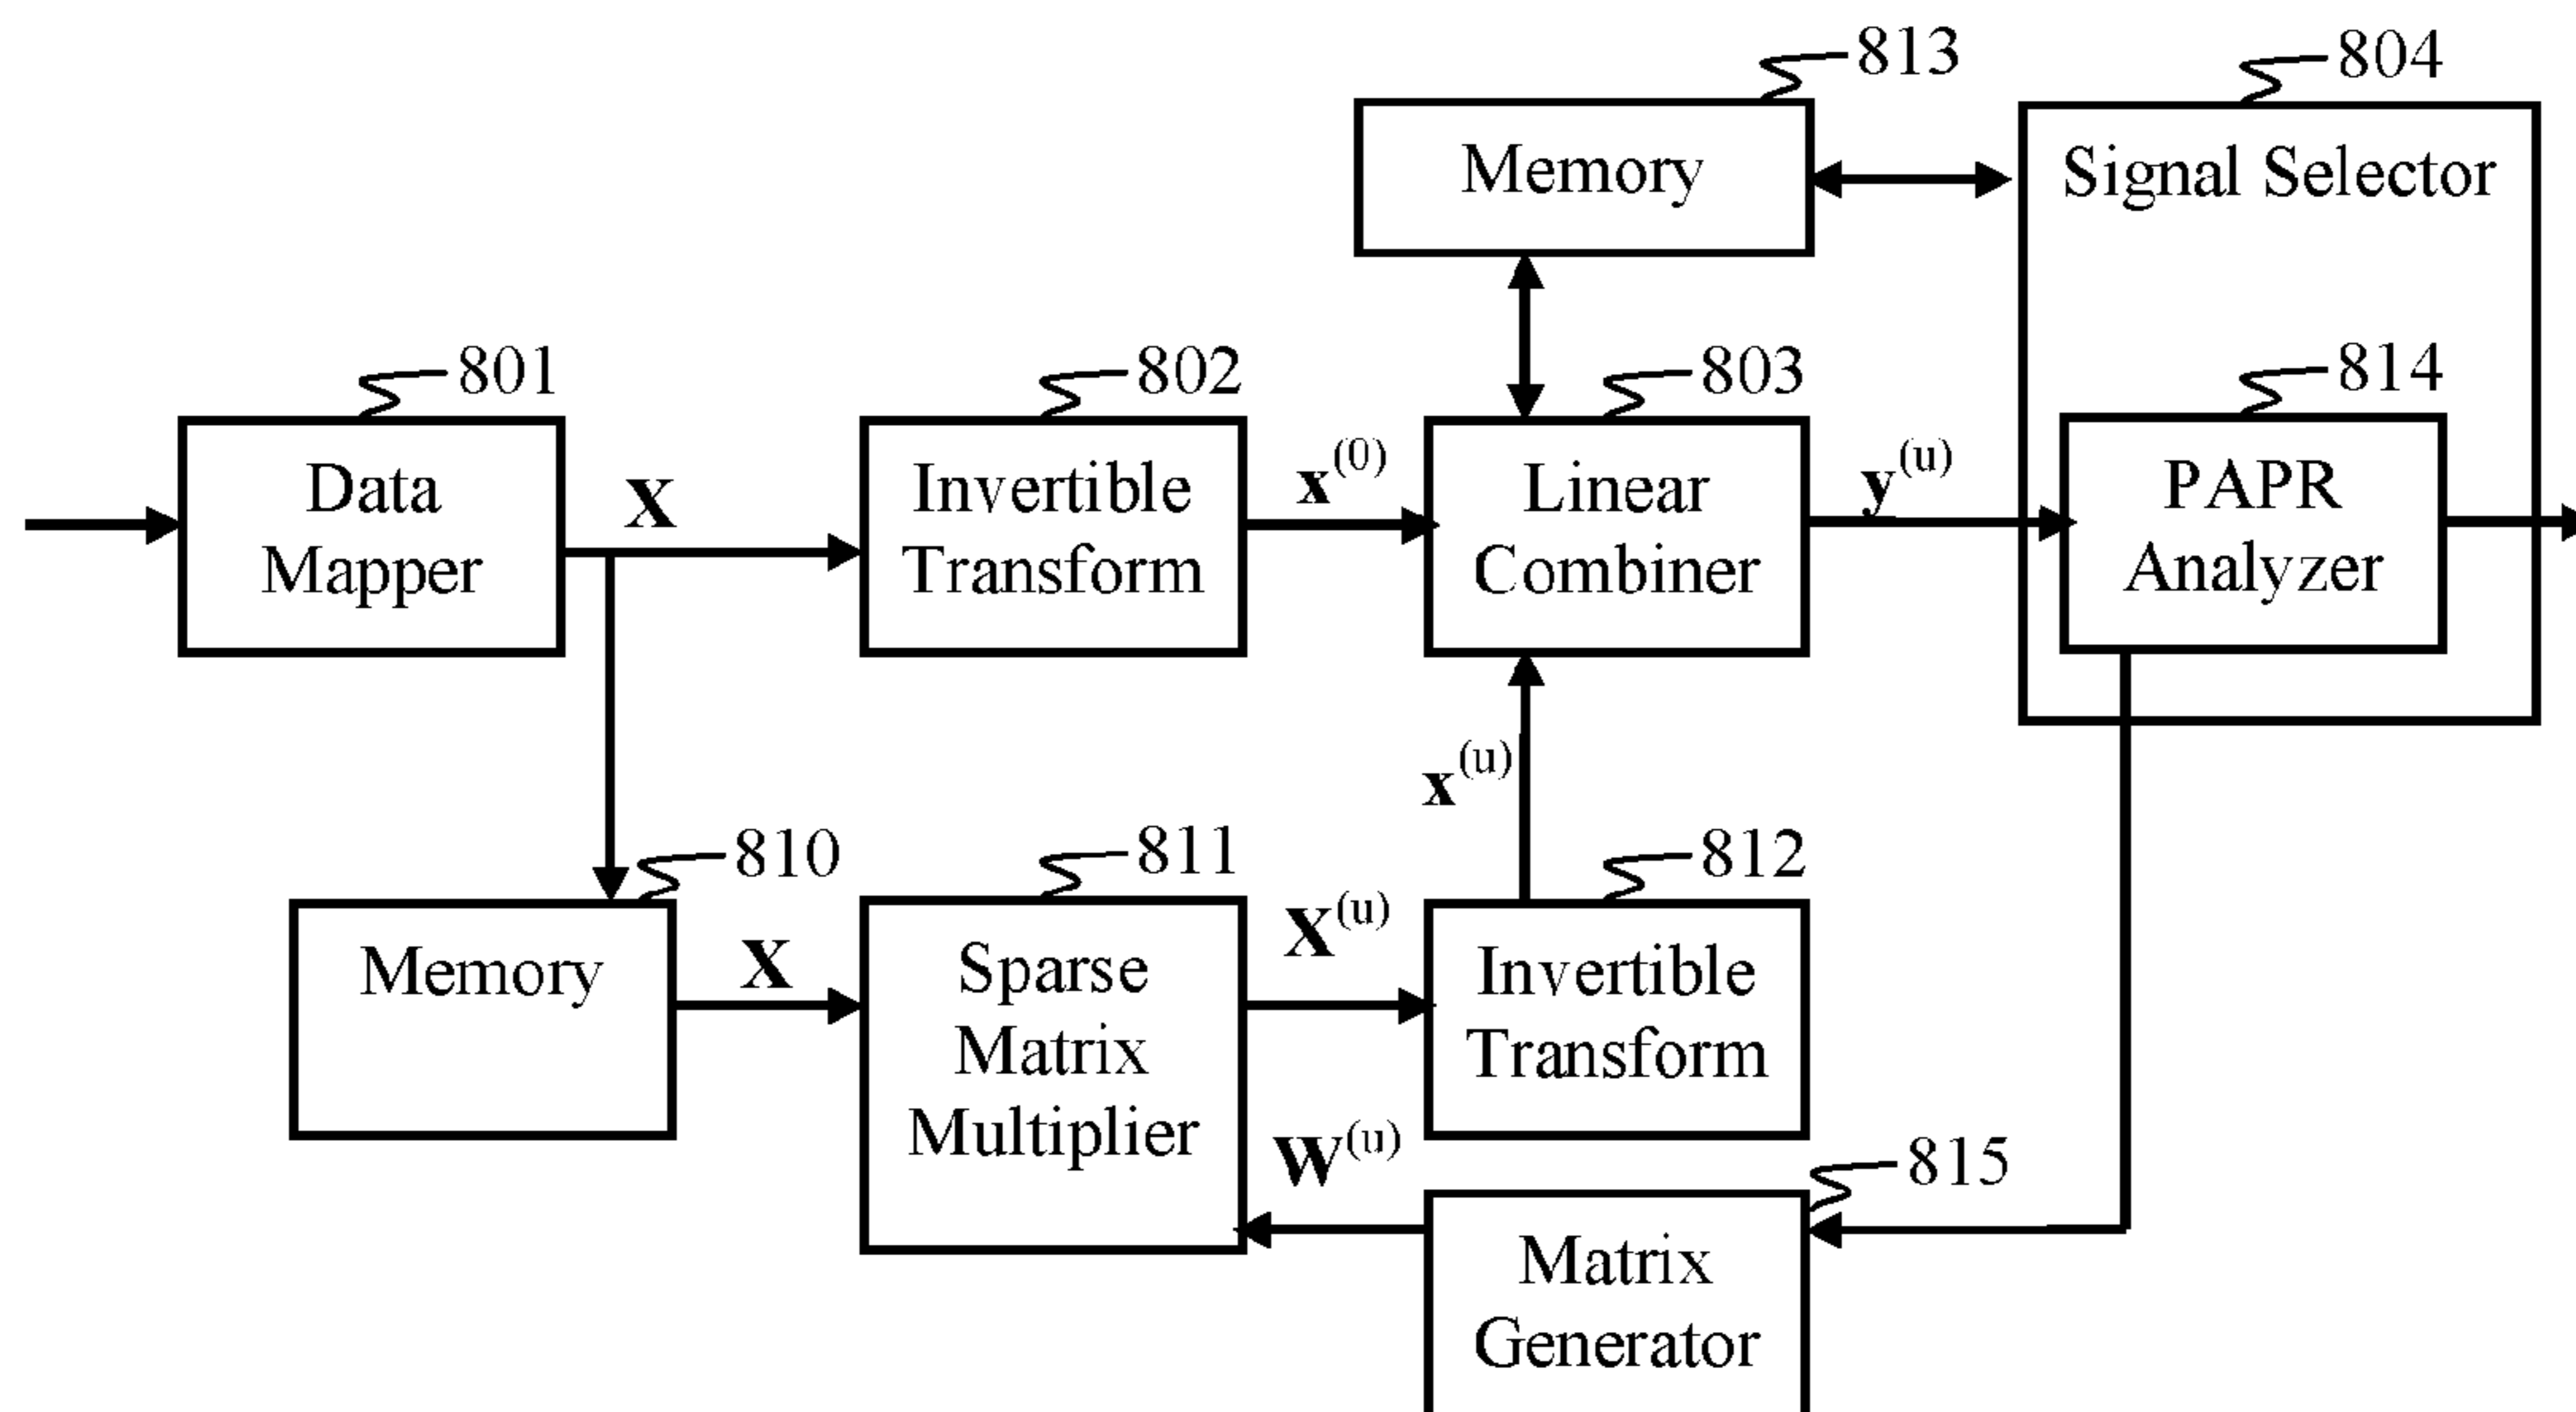 813
804
Memory
Signal Selector
801
802
803
814
Data
Mapper
X
Invertible
Transform
x(0)
Linear
Combiner
y(u)
PAPR
Analyzer
x(u)
810
811
812
Memory
X
Sparse
Matrix
Multiplier
X(u)
Invertible
Transform
W(u)
815
Matrix
Generator